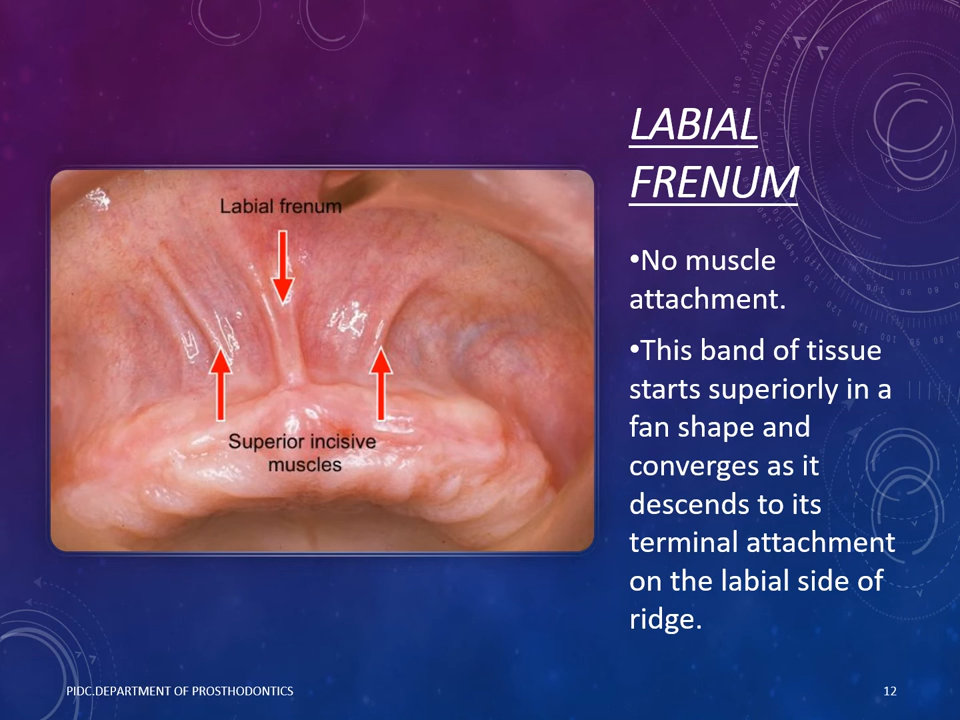 LABIAL
FRENUM
Labial frenum
Superior incisive
muscles
•No muscle
attachment.
•This band of tissue
starts superiorly in a
fan shape and
converges as it
descends to its
terminal attachment
on the labial side of
ridge.
PIDC.DEPARTMENT OF PROSTHODONTICS
12